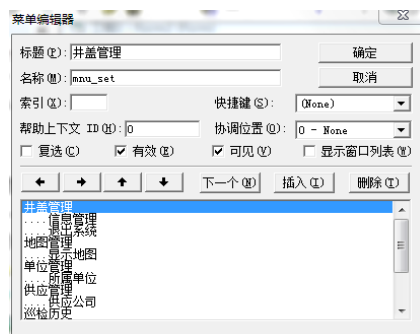 菜单编辑器
标题(P): 井盖管理 确定
名称(M): mnu_set 取消
索引(X): 快捷键(S): (None)
帮助上下文 ID(H): 0 协调位置(O): 0 - None
复选(C) 有效(E) 可见(V) 显示窗口列表(W)
下一个(N) 插入(I) 删除(T)
井盖管理
....信息管理
....退出系统
地图管理
....显示地图
单位管理
....所属单位
供应管理
....供应公司
巡检历史